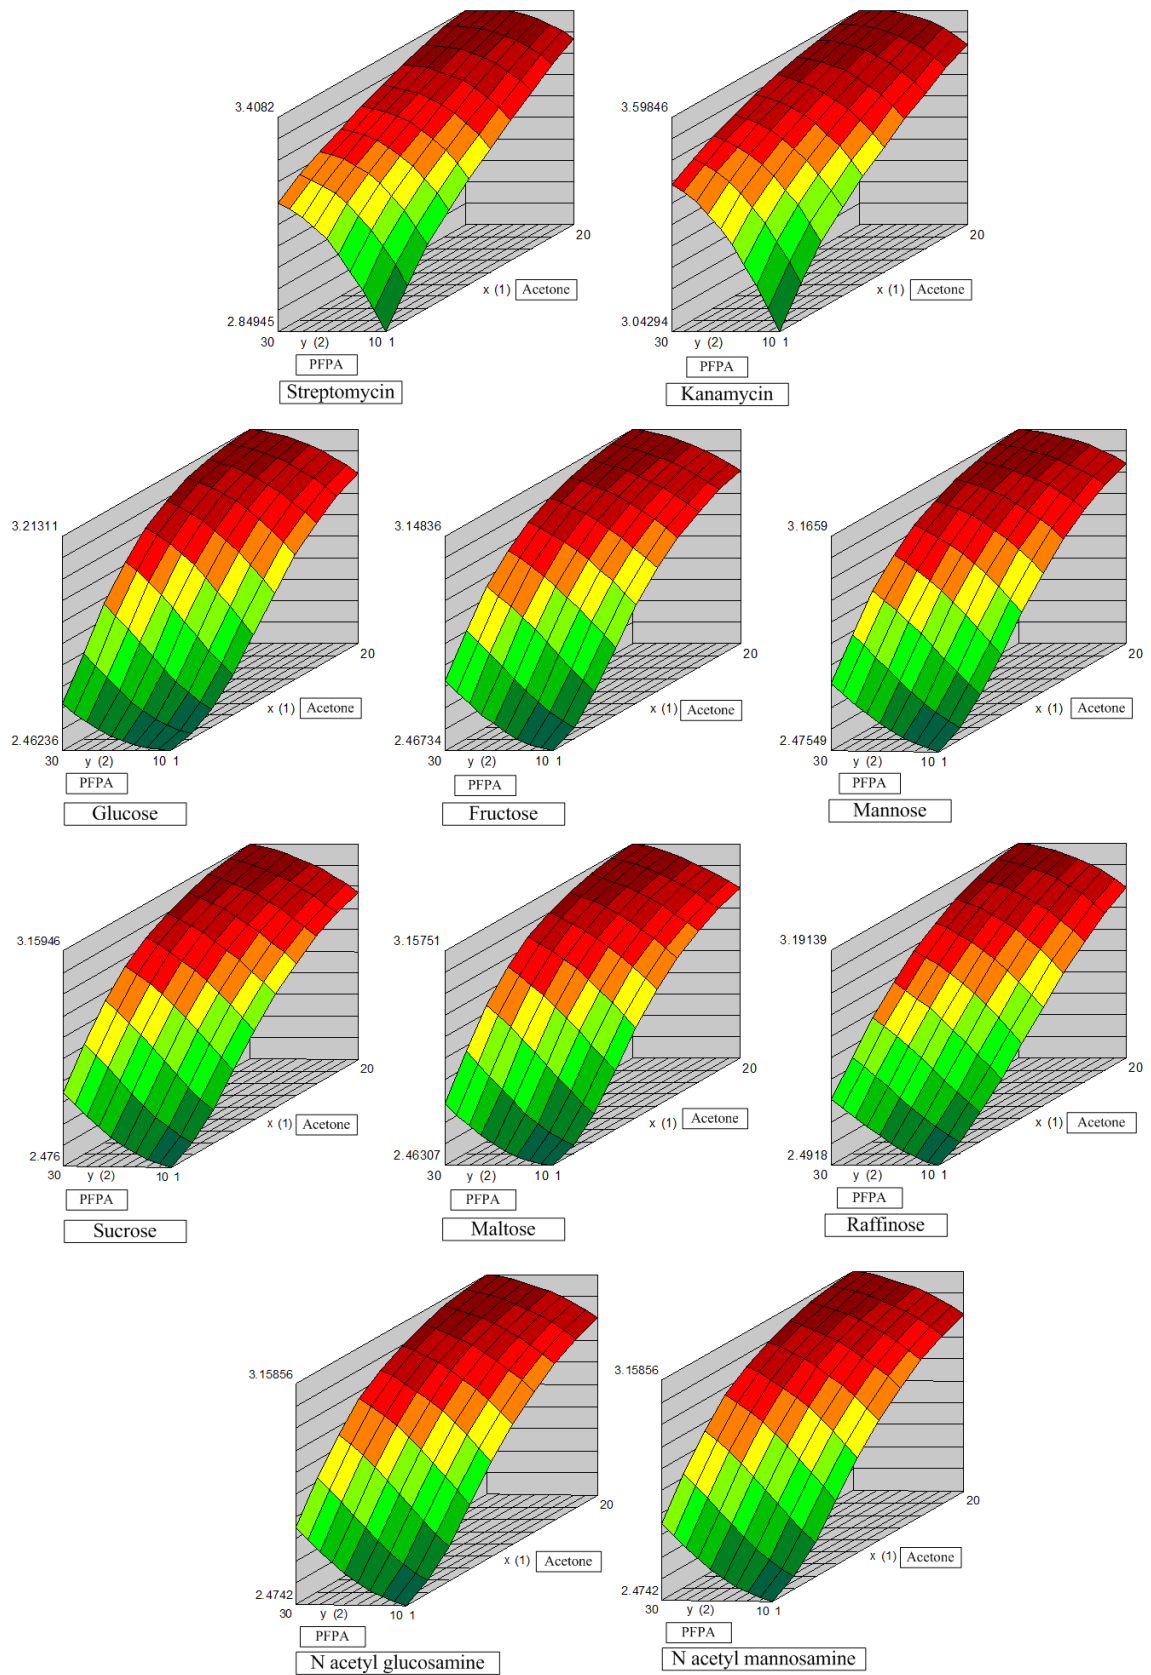 3.4082
20
x (1) Acetone
2.84945
30 y (2) 10 1
PFPA
Streptomycin
3.59846
20
x (1) Acetone
3.04294
30 y (2) 10 1
PFPA
Kanamycin
3.21311
20
x (1) Acetone
2.46236
30 y (2) 10 1
PFPA
Glucose
3.14836
20
x (1) Acetone
2.46734
30 y (2) 10 1
PFPA
Fructose
3.1659
20
x (1) Acetone
2.47549
30 y (2) 10 1
PFPA
Mannose
3.15946
20
x (1) Acetone
2.476
30 y (2) 10 1
PFPA
Sucrose
3.15751
20
x (1) Acetone
2.46307
30 y (2) 10 1
PFPA
Maltose
3.19139
20
x (1) Acetone
2.4918
30 y (2) 10 1
PFPA
Raffinose
3.15856
20
x (1) Acetone
2.4742
30 y (2) 10 1
PFPA
N acetyl glucosamine
3.15856
20
x (1) Acetone
2.4742
30 y (2) 10 1
PFPA
N acetyl mannosamine